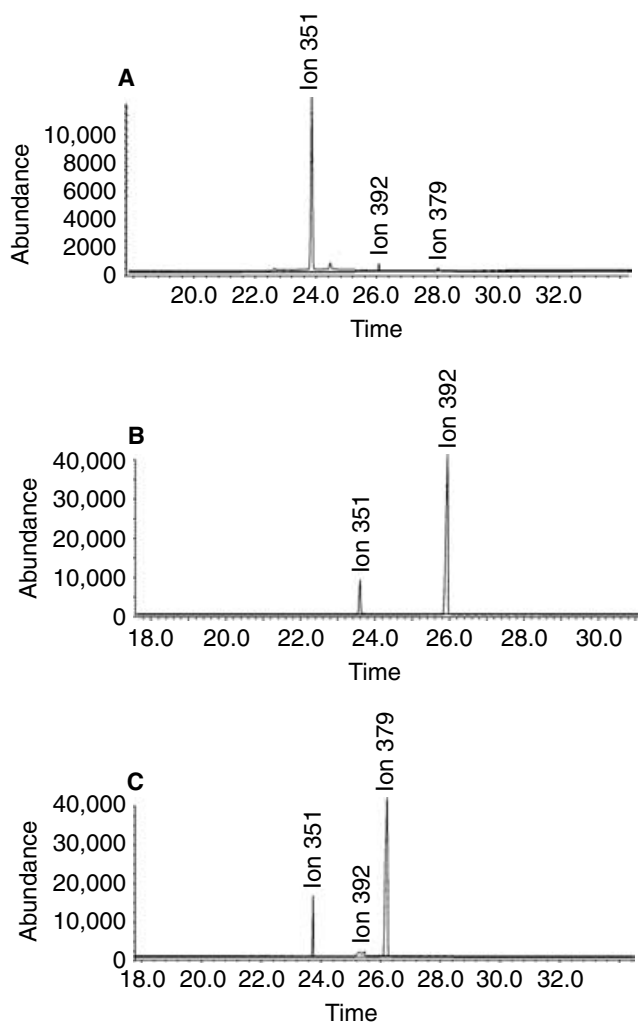 A
Ion 351
Ion 392
Ion 379
Abundance
10,000
8000
6000
4000
2000
0
20.0 22.0 24.0 26.0 28.0 30.0 32.0
Time
B
Ion 351
Ion 392
Abundance
40,000
30,000
20,000
10,000
0
18.0 20.0 22.0 24.0 26.0 28.0 30.0
Time
C
Ion 351
Ion 392
Ion 379
Abundance
40,000
30,000
20,000
10,000
0
18.0 20.0 22.0 24.0 26.0 28.0 30.0 32.0
Time